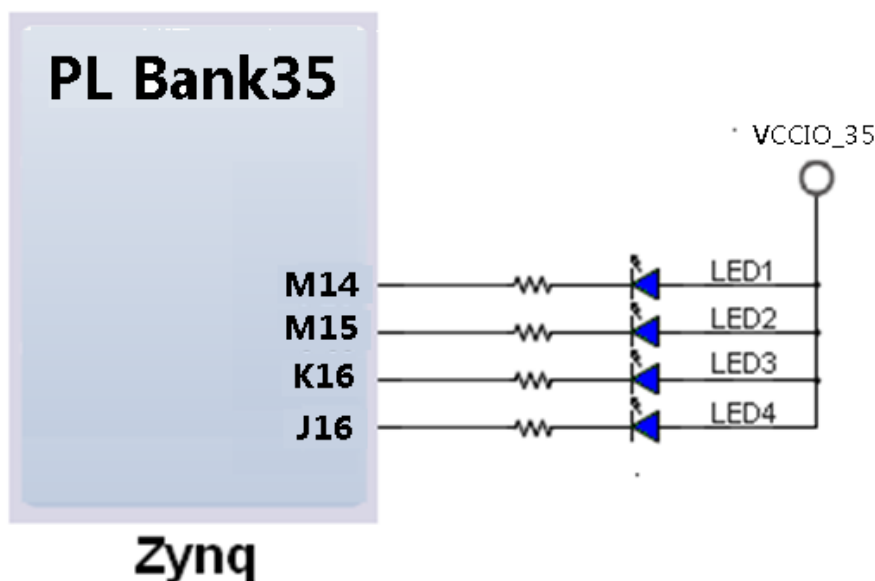 PL Bank35
VCCIO_35
M14
LED1
M15
LED2
K16
LED3
J16
LED4
Zynq